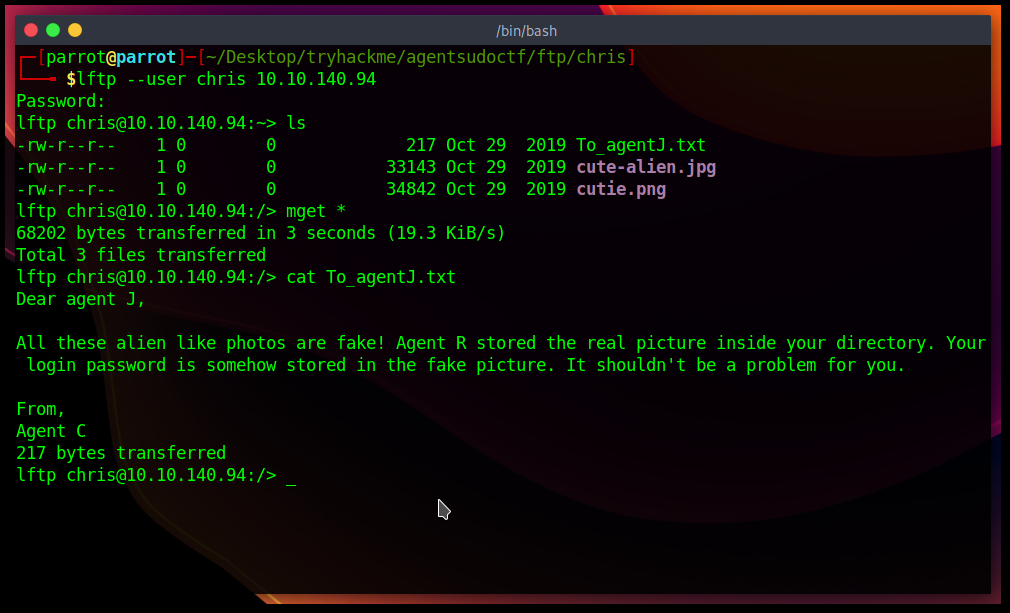 /bin/bash
┌─[parrot@parrot]─[~/Desktop/tryhackme/agentsudoctf/ftp/chris]
└──╼ $lftp --user chris 10.10.140.94
Password:
lftp chris@10.10.140.94:~> ls
-rw-r--r--    1 0        0             217 Oct 29  2019 To_agentJ.txt
-rw-r--r--    1 0        0           33143 Oct 29  2019 cute-alien.jpg
-rw-r--r--    1 0        0           34842 Oct 29  2019 cutie.png
lftp chris@10.10.140.94:/> mget *
68202 bytes transferred in 3 seconds (19.3 KiB/s)
Total 3 files transferred
lftp chris@10.10.140.94:/> cat To_agentJ.txt
Dear agent J,
All these alien like photos are fake! Agent R stored the real picture inside your directory. Your
login password is somehow stored in the fake picture. It shouldn't be a problem for you.
From,
Agent C
217 bytes transferred
lftp chris@10.10.140.94:/> _